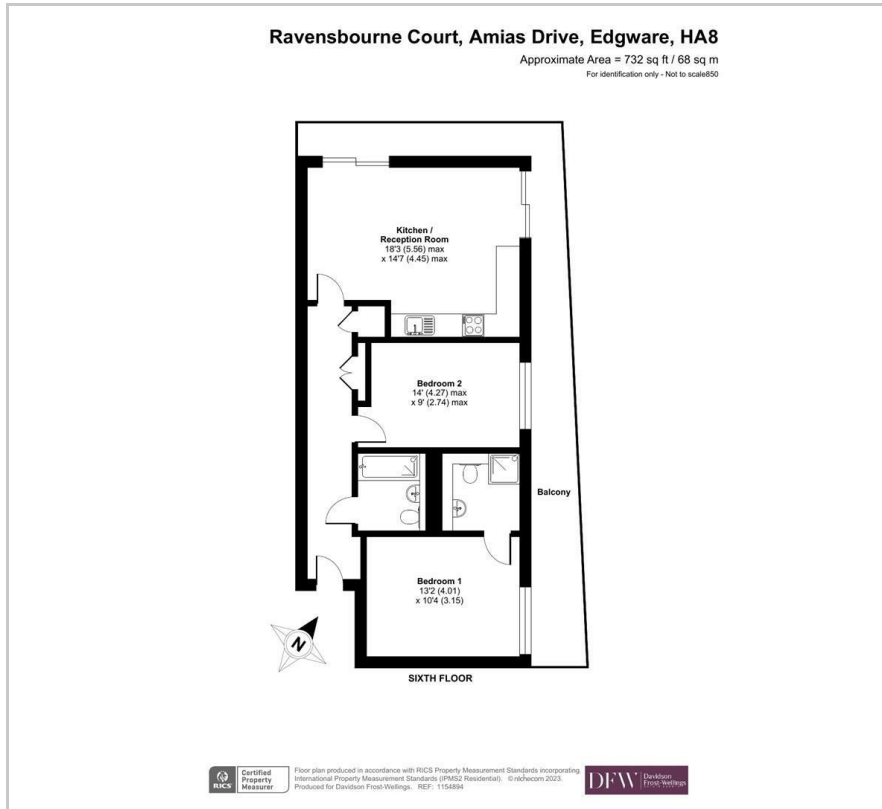 Ravensbourne Court, Amias Drive, Edgware, HA8
Approximate Area = 732 sq ft / 68 sq m
For identification only - Not to scale850
Kitchen /
Reception Room
18'3 (5.56) max
x 14'7 (4.45) max
Bedroom 2
14' (4.27) max
x 9' (2.74) max
Balcony
Bedroom 1
13'2 (4.01)
x 10'4 (3.15)
N
SIXTH FLOOR
RICS
Certified
Property
Measurer
Floor plan produced in accordance with RICS Property Measurement Standards incorporating
International Property Measurement Standards (IPMS2 Residential). © nlchecom 2023.
Produced for Davidson Frost-Wellings. REF: 1154894
DFW
Davidson
Frost-Wellings